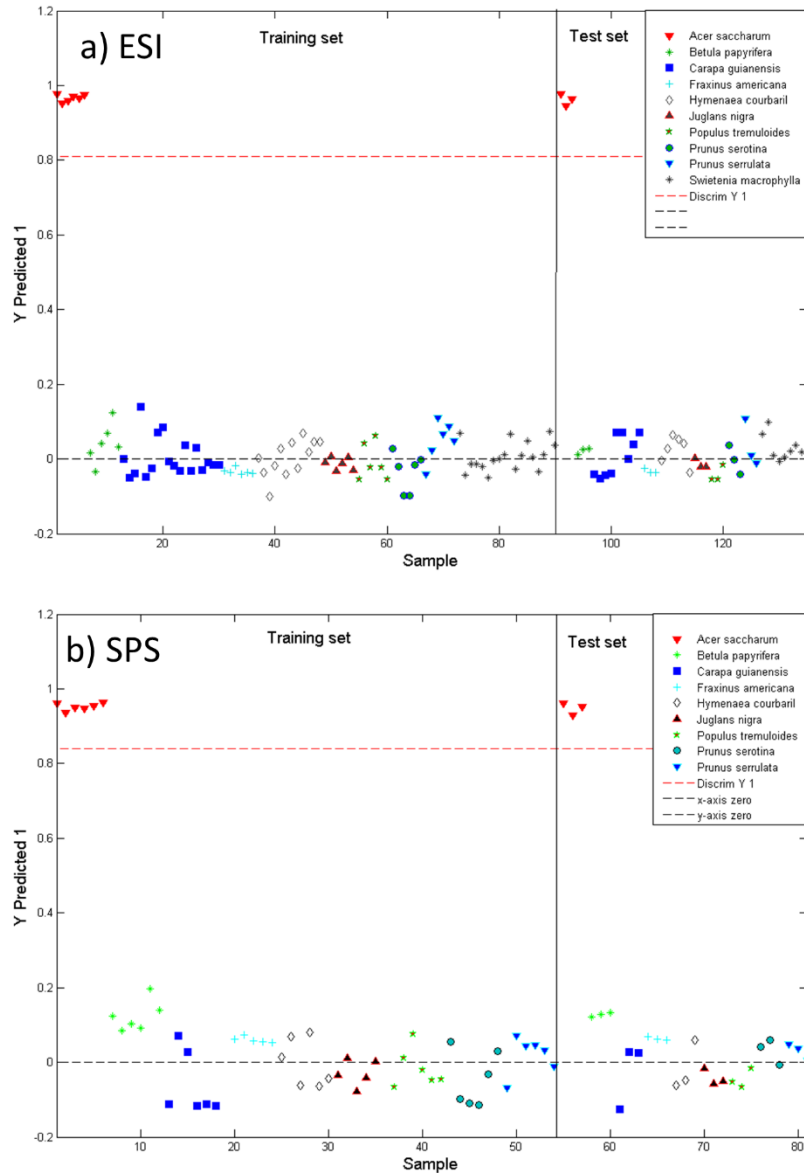 a) ESI
Training set
Test set
Acer saccharum
Betula papyrifera
Carapa guianensis
Fraxinus americana
Hymenaea courbaril
Juglans nigra
Populus tremuloides
Prunus serotina
Prunus serrulata
Swietenia macrophylla
Discrim Y 1
1.2
1
0.8
0.6
0.4
0.2
0
-0.2
Y Predicted 1
20
40
60
80
100
120
Sample
b) SPS
Training set
Test set
Acer saccharum
Betula papyrifera
Carapa guianensis
Fraxinus americana
Hymenaea courbaril
Juglans nigra
Populus tremuloides
Prunus serotina
Prunus serrulata
Discrim Y 1
x-axis zero
y-axis zero
1.2
1
0.8
0.6
0.4
0.2
0
-0.2
Y Predicted 1
10
20
30
40
50
60
70
80
Sample